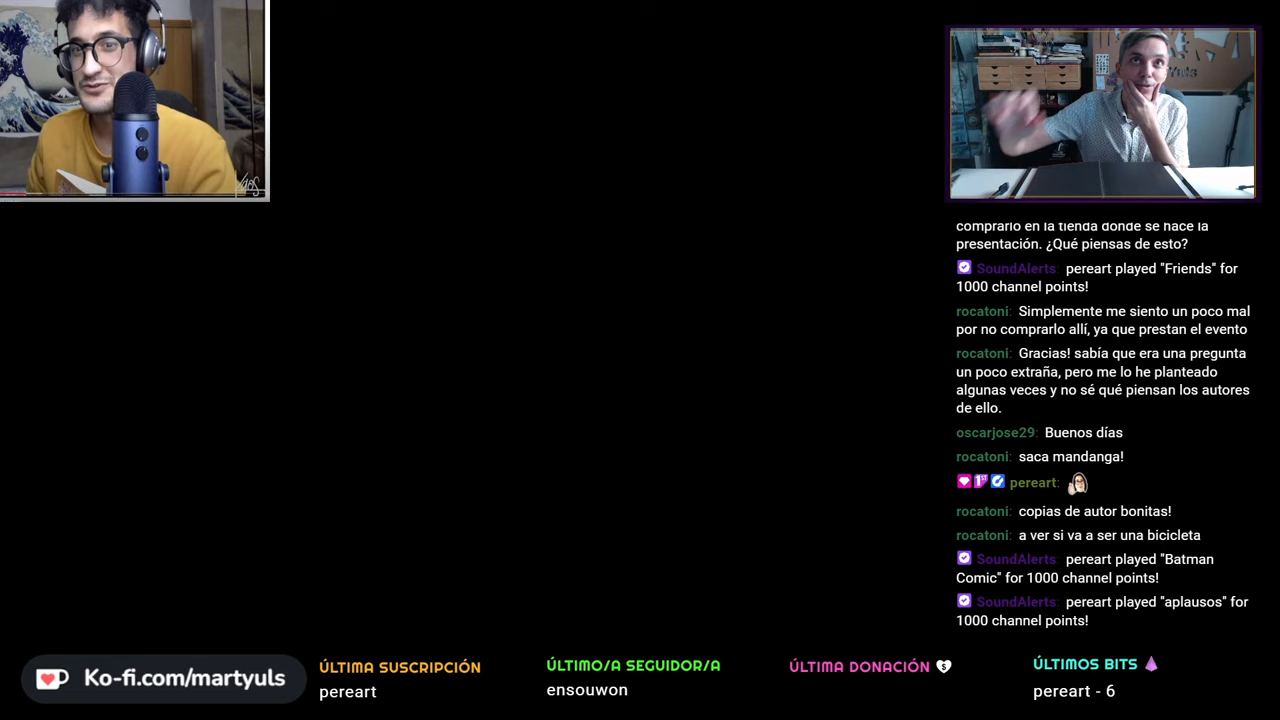 comprarlo en la tienda donde se hace la
presentación. ¿Qué piensas de esto?
SoundAlerts: pereart played "Friends" for
1000 channel points!
rocatoni: Simplemente me siento un poco mal
por no comprarlo allí, ya que prestan el evento
rocatoni: Gracias! sabía que era una pregunta
un poco extraña, pero me lo he planteado
algunas veces y no sé qué piensan los autores
de ello.
oscarjose29: Buenos días
rocatoni: saca mandanga!
pereart:
rocatoni: copias de autor bonitas!
rocatoni: a ver si va a ser una bicicleta
SoundAlerts: pereart played "Batman
Comic" for 1000 channel points!
SoundAlerts: pereart played "aplausos" for
1000 channel points!
Ko-fi.com/martyuls
ÚLTIMA SUSCRIPCIÓN
pereart
ÚLTIMO/A SEGUIDOR/A
ensouwon
ÚLTIMA DONACIÓN
ÚLTIMOS BITS
pereart - 6